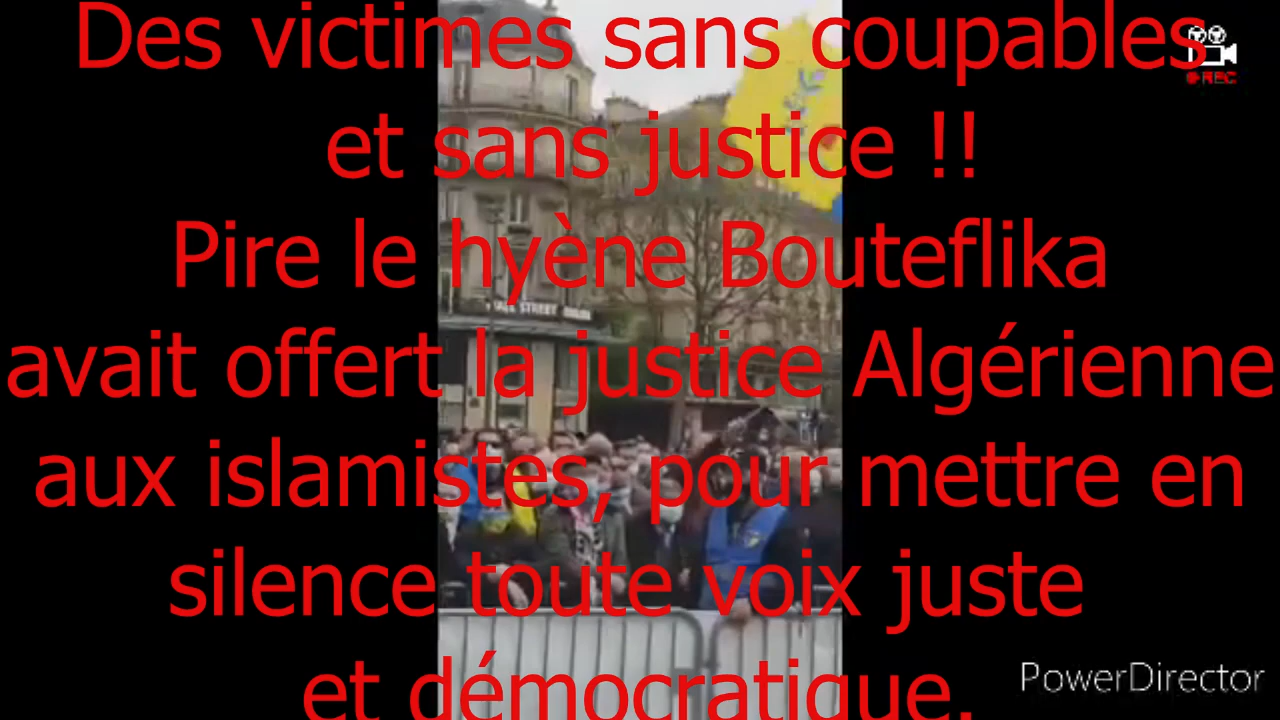 Des victimes sans coupables
REC
et sans justice !!
Pire le hyène Bouteflika
avait offert la justice Algérienne
aux islamistes, pour mettre en
silence toute voix juste
et démocratique.
PowerDirector